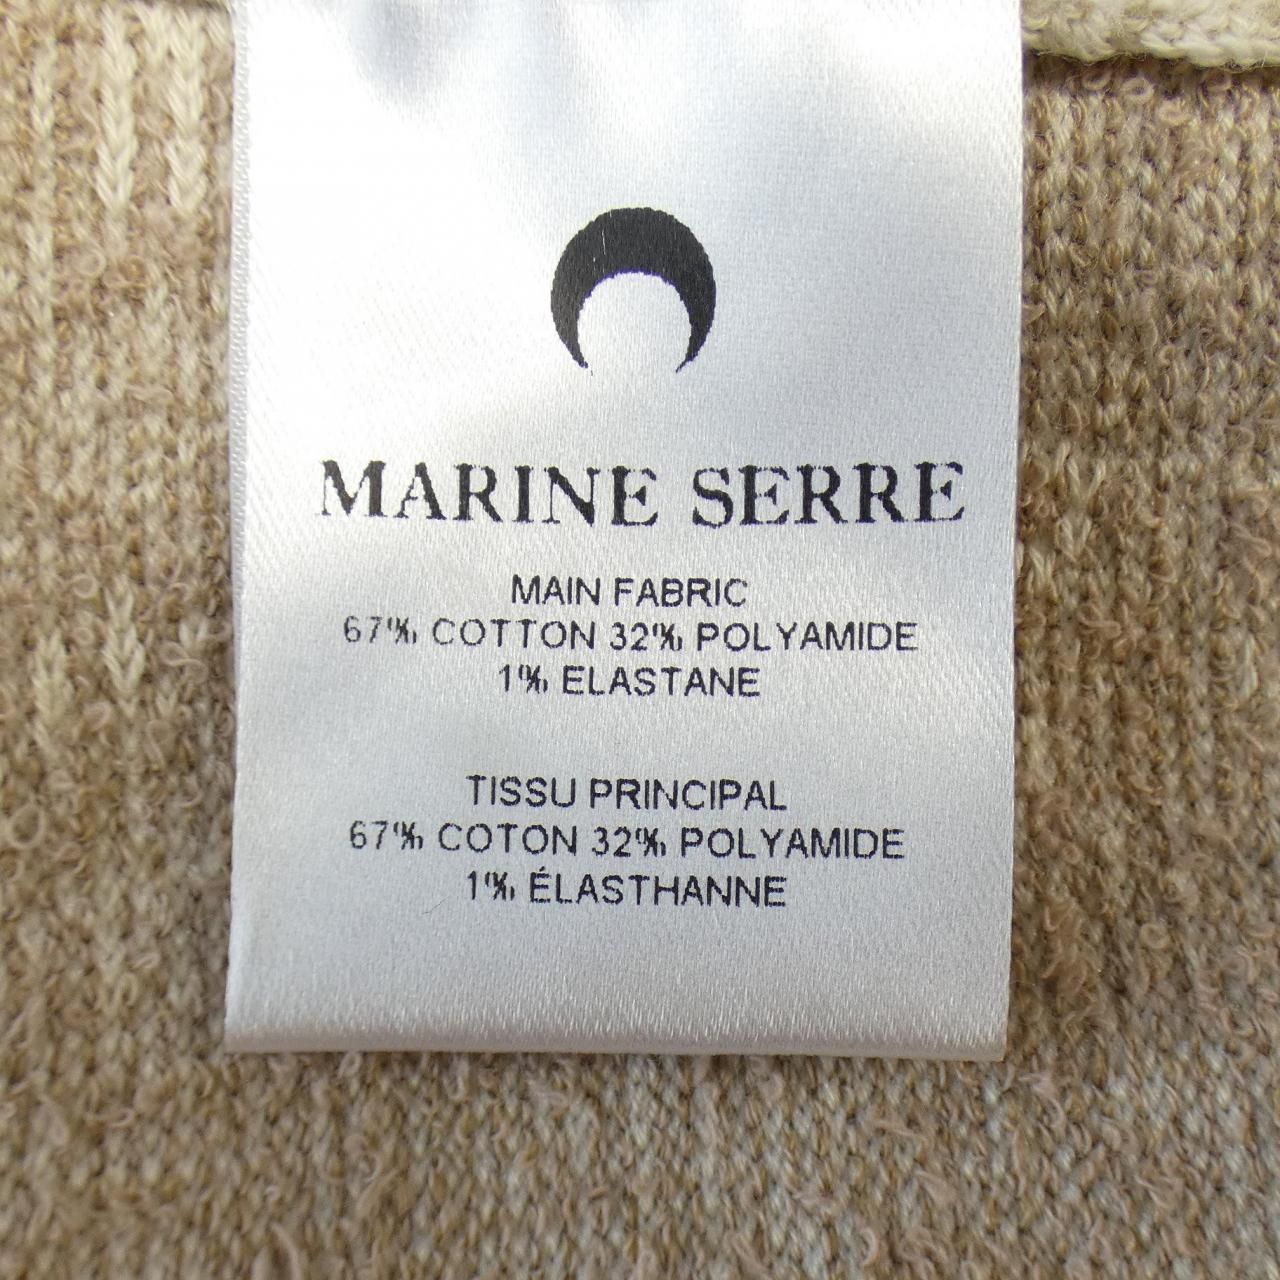 MARINE SERRE
MAIN FABRIC
67% COTTON 32% POLYAMIDE
1% ELASTANE
TISSU PRINCIPAL
67% COTON 32% POLYAMIDE
1% ÉLASTHANNE